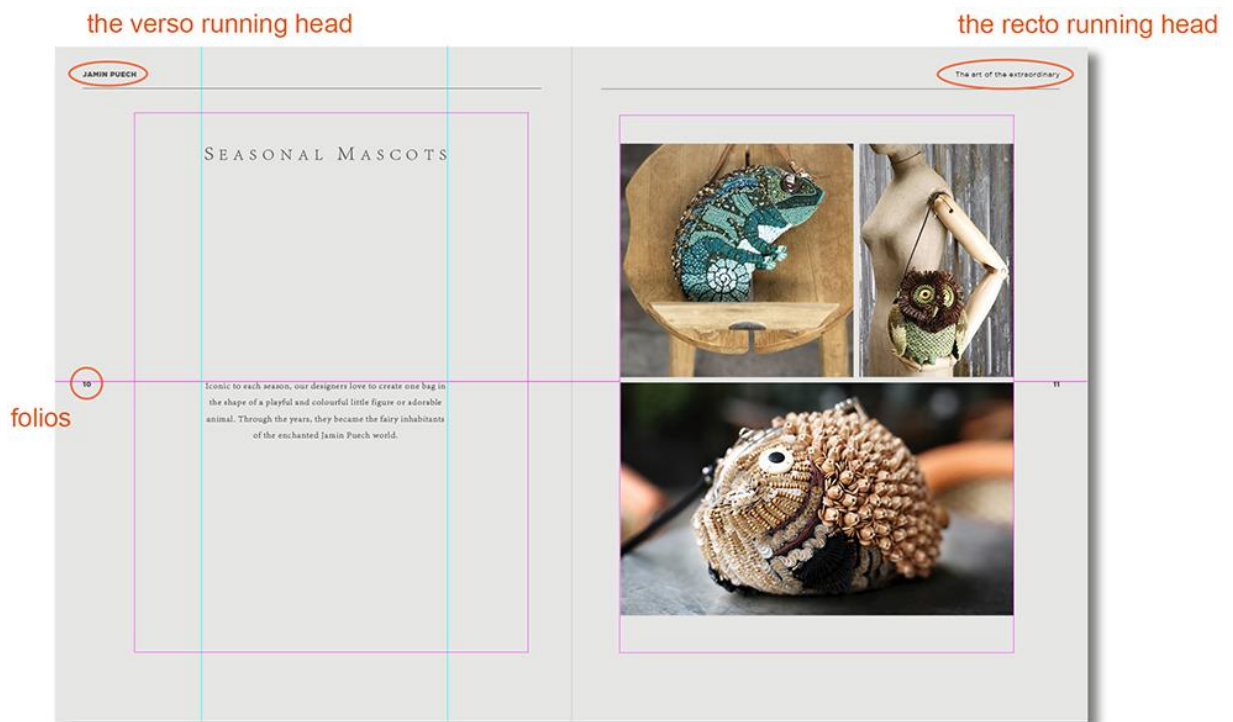 the verso running head
the recto running head
JAMIN PUECH
The art of the extraordinary
SEASONAL MASCOTS
10
Iconic to each season, our designers love to create one bag in
the shape of a playful and colourful little figure or adorable
animal. Through the years, they became the fairy inhabitants
of the enchanted Jamin Puech world.
11
folios